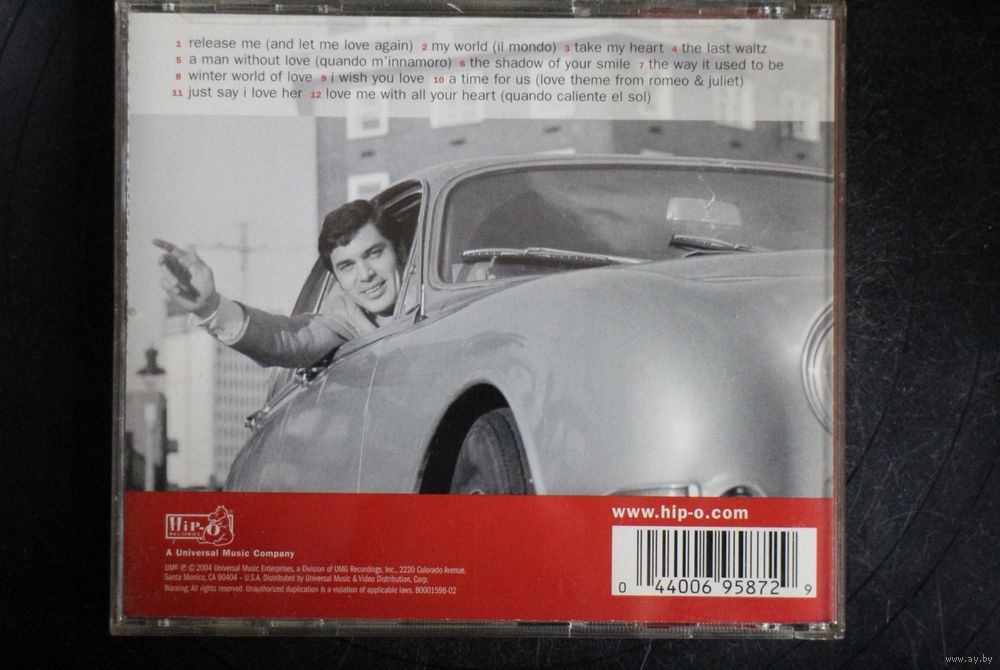 1 release me (and let me love again) 2 my world (il mondo) 3 take my heart 4 the last waltz
5 a man without love (quando m'innamoro) 6 the shadow of your smile 7 the way it used to be
8 winter world of love 9 i wish you love 10 a time for us (love theme from romeo & juliet)
11 just say i love her 12 love me with all your heart (quando caliente el sol)
www.hip-o.com
HIP-O
RECORDS
A Universal Music Company
UMe ℗ © 2004 Universal Music Enterprises, a Division of UMG Recordings, Inc., 2220 Colorado Avenue,
Santa Monica, CA 90404 – U.S.A. Distributed by Universal Music & Video Distribution, Corp.
Warning: All rights reserved. Unauthorized duplication is a violation of applicable laws. B0001598-02
0 44006 95872 9
www.ay.by